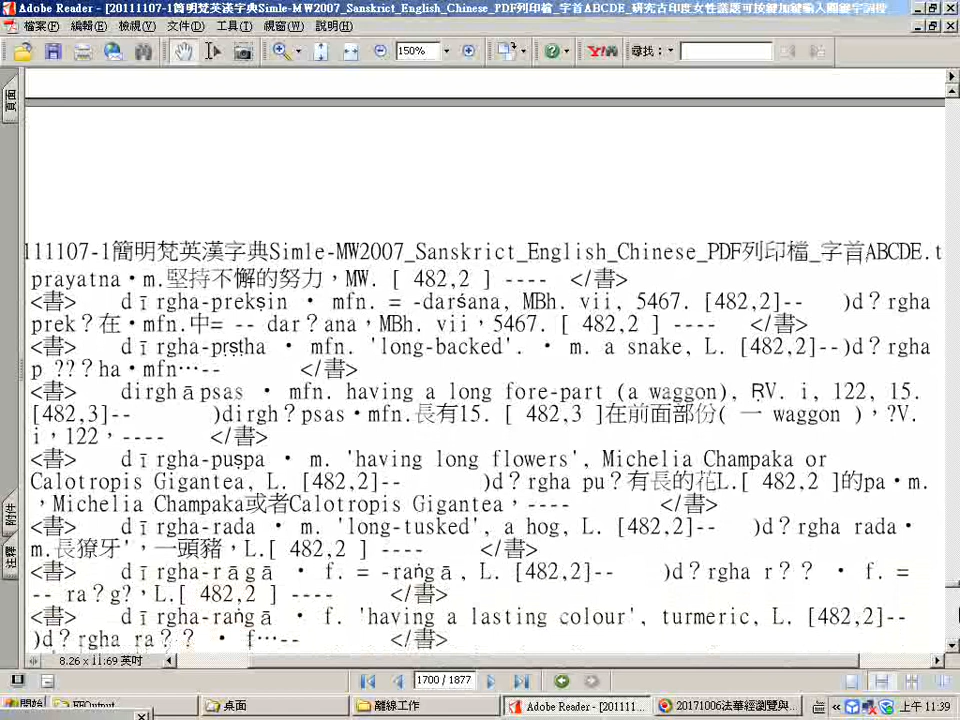 Adobe Reader - [20111107-1簡明梵英漢字典Simle-MW2007_Sanskrict_English_Chinese_PDF列印檔_字首ABCDE_研究古印度女性議題可按鍵加鍵輸入關鍵字詞搜
檔案(F) 編輯(E) 檢視(V) 文件(D) 工具(T) 視窗(W) 說明(H)
150% Y! 尋找:
頁面
111107-1簡明梵英漢字典Simle-MW2007_Sanskrict_English_Chinese_PDF列印檔_字首ABCDE.t
prayatna·m.堅持不懈的努力,MW. [ 482,2 ] ---- </書>
<書> dīrgha-prekṣin · mfn. = -darśana, MBh. vii, 5467. [482,2]-- )d?rgha
prek?在·mfn.中= -- dar?ana,MBh. vii,5467. [ 482,2 ] ---- </書>
<書> dīrgha-pṛṣṭha · mfn. 'long-backed'. · m. a snake, L. [482,2]--)d?rgha
p ???ha·mfn…-- </書>
<書> dirghāpsas · mfn. having a long fore-part (a waggon), ṚV. i, 122, 15.
[482,3]-- )dirgh?psas·mfn.長有15. [ 482,3 ]在前面部份( 一 waggon ),?V.
i,122,---- </書>
<書> dīrgha-puṣpa · m. 'having long flowers', Michelia Champaka or
Calotropis Gigantea, L. [482,2]-- )d?rgha pu?有長的花L.[ 482,2 ]的pa·m.
,Michelia Champaka或者Calotropis Gigantea,---- </書>
<書> dīrgha-rada · m. 'long-tusked', a hog, L. [482,2]-- )d?rgha rada·
m.長獠牙',一頭豬,L.[ 482,2 ] ---- </書>
<書> dīrgha-rāgā · f. = -raṅgā, L. [482,2]-- )d?rgha r?? · f. =
-- ra?g?,L.[ 482,2 ] ---- </書>
<書> dīrgha-raṅgā · f. 'having a lasting colour', turmeric, L. [482,2]--
)d?rgha ra?? · f…-- </書>
附件
注釋
8.26 x 11.69 英吋
1700 / 1877
開始 FFOutput 桌面 離線工作 Adobe Reader - [2011... 20171006法華經瀏覽與... 上午 11:39